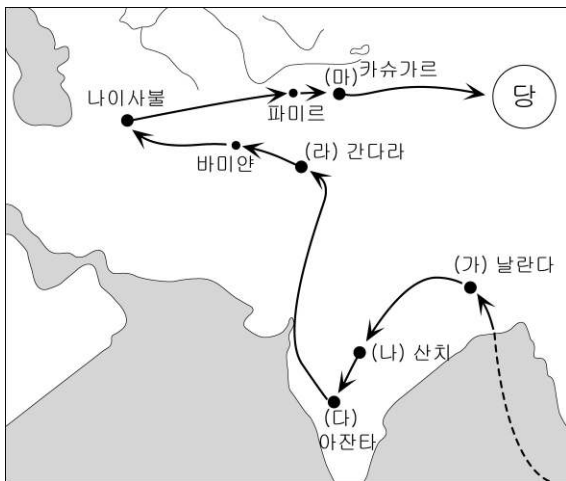 (마) 카슈가르
나이사불
파미르
당
(라) 간다라
바미얀
(가) 날란다
(나) 산치
(다)
아잔타